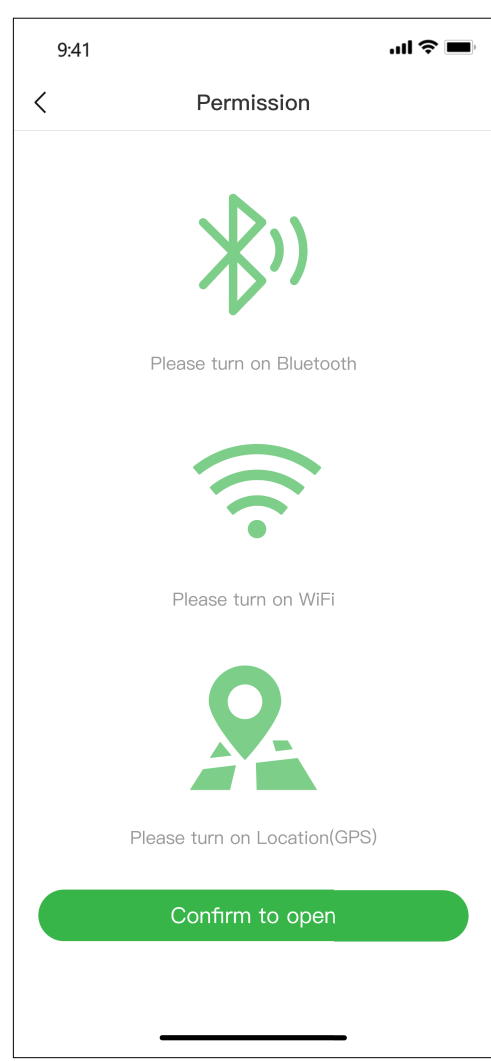 9:41
Permission
Please turn on Bluetooth
Please turn on WiFi
Please turn on Location(GPS)
Confirm to open